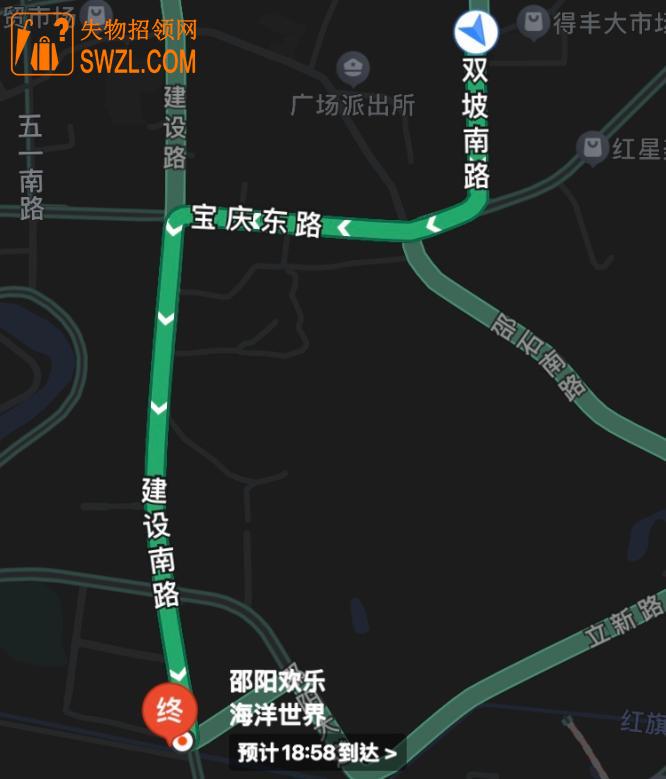 贸市场
失物招领网
SWZL.COM
得丰大市场
双坡南路
建设路
广场派出所
五一南路
红星
宝庆东路
邵石南路
建设南路
立新路
邵阳欢乐
海洋世界
终
红旗
预计18:58到达 >